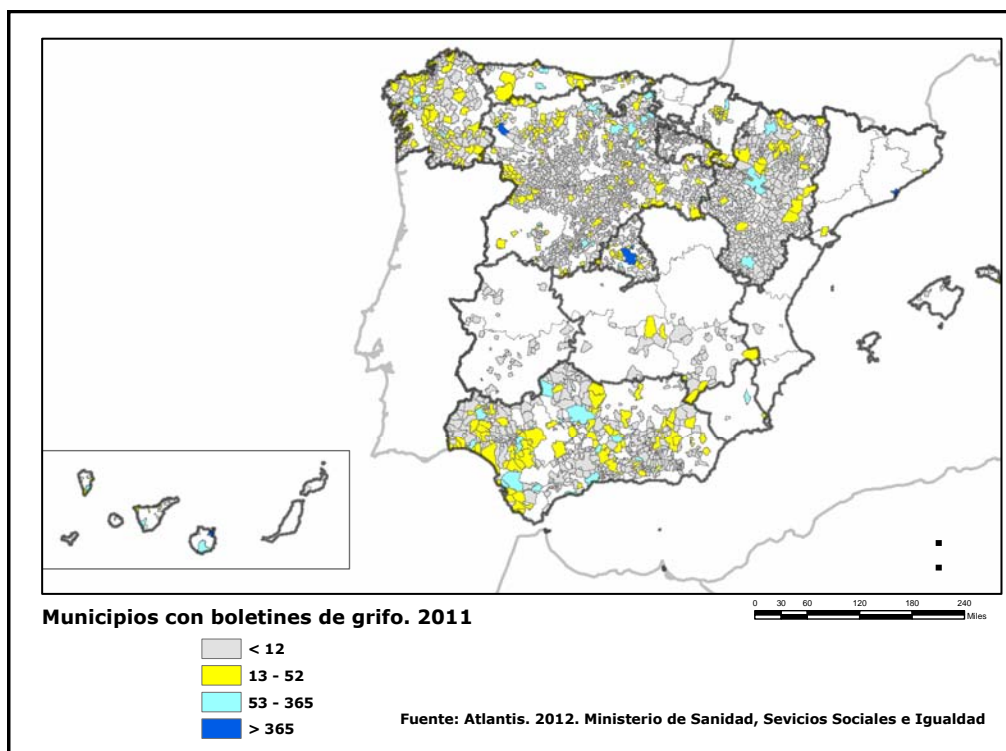 Municipios con boletines de grifo. 2011
0 30 60 120 180 240
Miles
< 12
13 - 52
53 - 365
> 365
Fuente: Atlantis. 2012. Ministerio de Sanidad, Sevicios Sociales e Igualdad